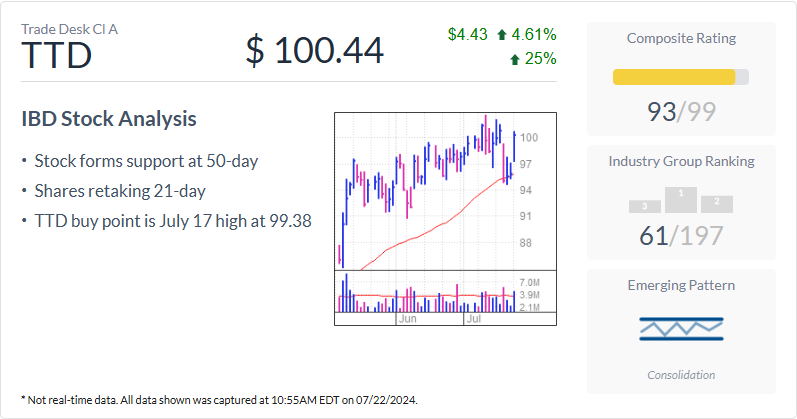 Trade Desk Cl A
TTD
$ 100.44
$4.43 4.61%
25%
IBD Stock Analysis
• Stock forms support at 50-day
• Shares retaking 21-day
• TTD buy point is July 17 high at 99.38
100
97
94
91
88
7.0M
3.9M
2.1M
Jun
Jul
Composite Rating
93/99
Industry Group Ranking
3
1
2
61/197
Emerging Pattern
Consolidation
* Not real-time data. All data shown was captured at 10:55AM EDT on 07/22/2024.